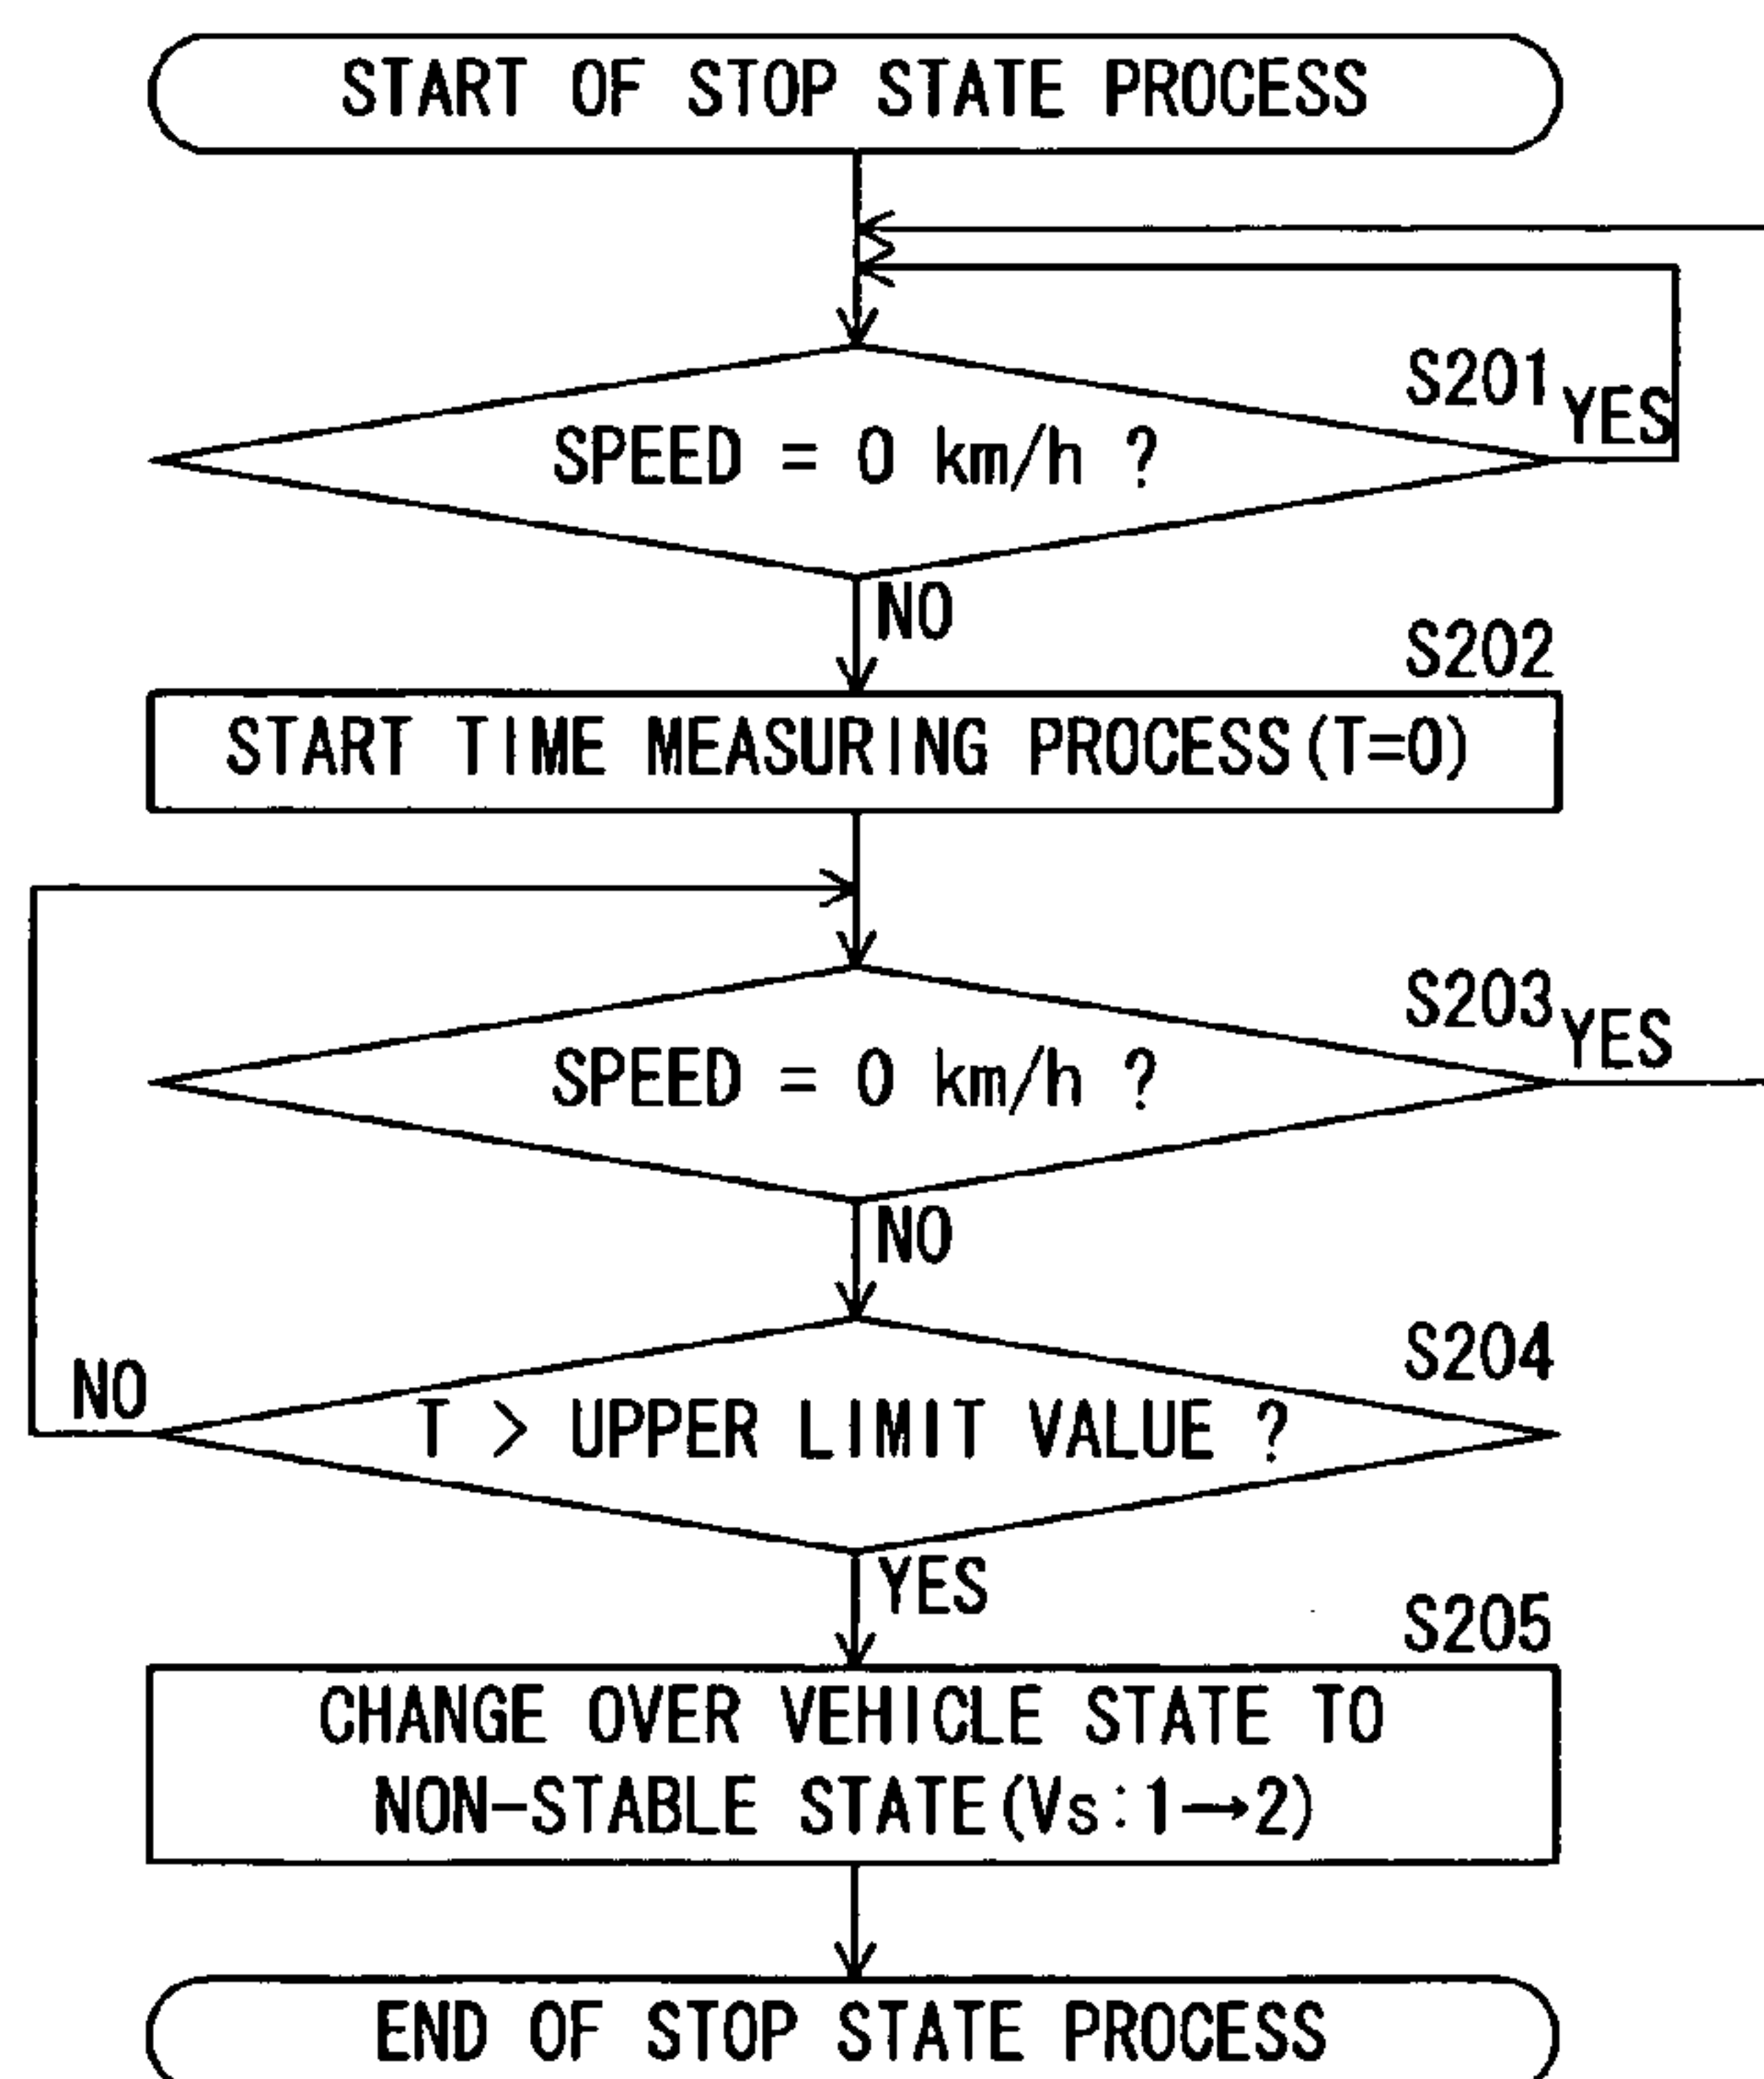 START OF STOP STATE PROCESS
S201
YES
SPEED = 0 km/h ?
NO
S202
START TIME MEASURING PROCESS(T=0)
S203
YES
SPEED = 0 km/h ?
NO
S204
NO
T > UPPER LIMIT VALUE ?
YES
S205
CHANGE OVER VEHICLE STATE TO
NON-STABLE STATE(Vs:1→2)
END OF STOP STATE PROCESS